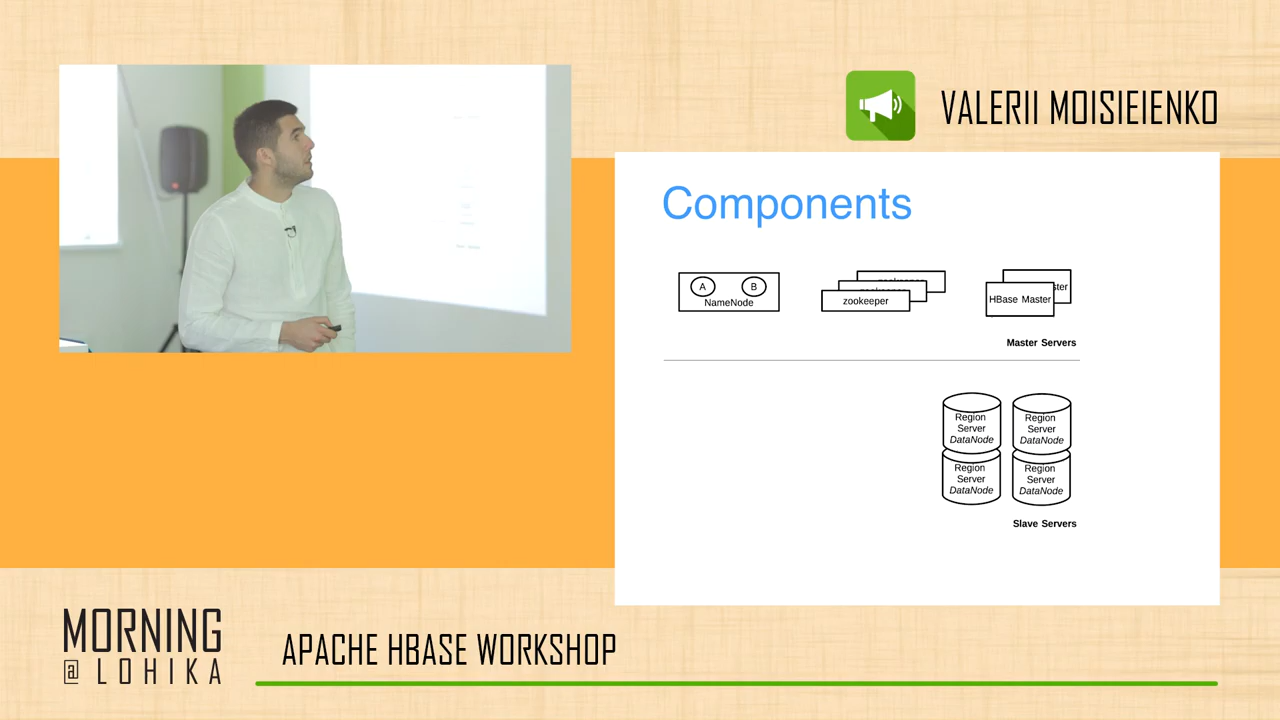 VALERII MOISIEIENKO
Components
A
B
NameNode
zookeeper
HBase Master
Master Servers
Region
Server
DataNode
Region
Server
DataNode
Region
Server
DataNode
Region
Server
DataNode
Slave Servers
MORNING
@ LOHIKA
APACHE HBASE WORKSHOP